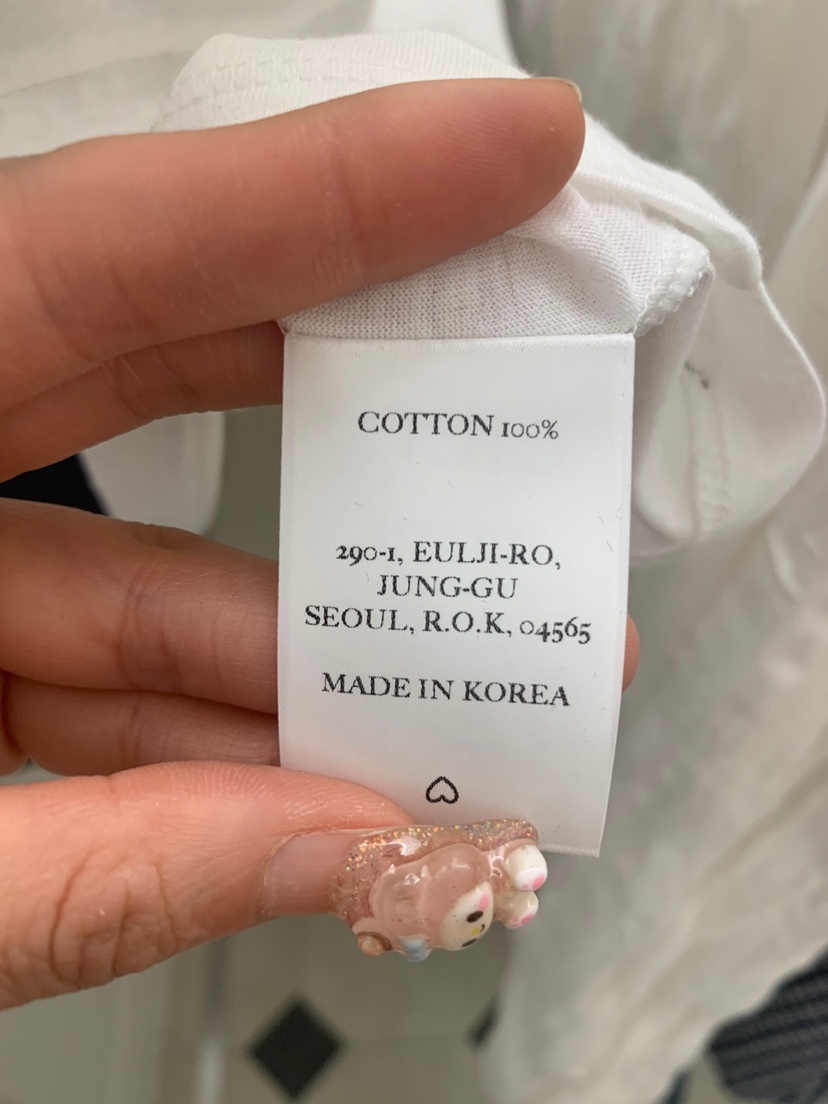 COTTON 100%
290-1, EULJI-RO,
JUNG-GU
SEOUL, R.O.K, 04565
MADE IN KOREA